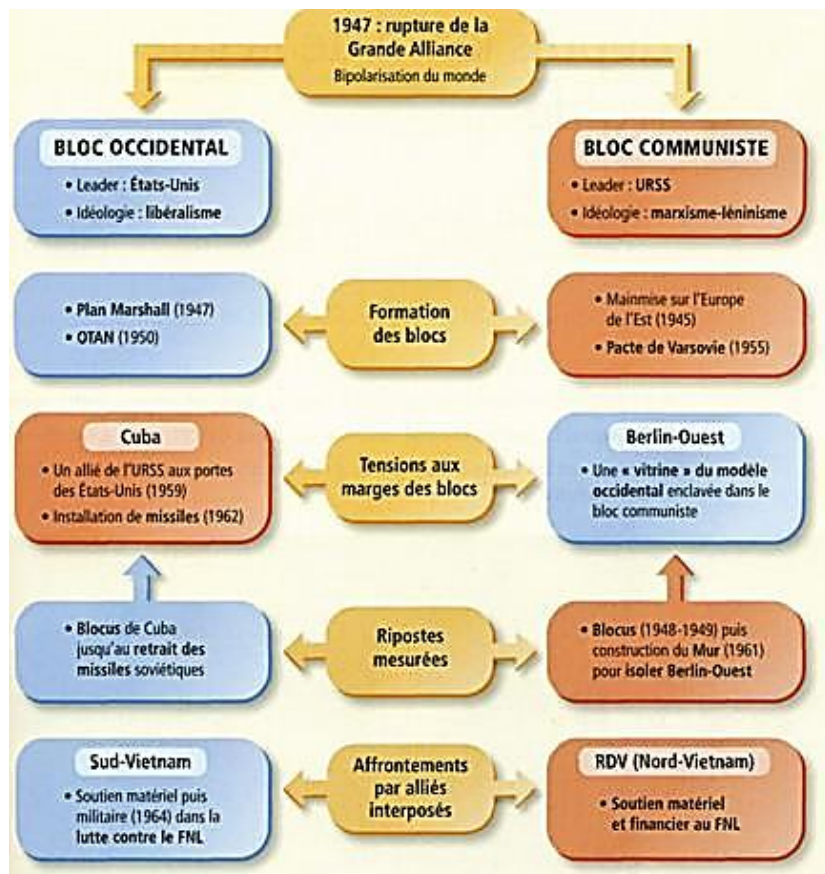 1947 : rupture de la
Grande Alliance
Bipolarisation du monde
BLOC OCCIDENTAL
• Leader : États-Unis
• Idéologie : libéralisme
BLOC COMMUNISTE
• Leader : URSS
• Idéologie : marxisme-léninisme
• Plan Marshall (1947)
• OTAN (1950)
Formation
des blocs
• Mainmise sur l'Europe
de l'Est (1945)
• Pacte de Varsovie (1955)
Cuba
• Un allié de l'URSS aux portes
des États-Unis (1959)
• Installation de missiles (1962)
Tensions aux
marges des blocs
Berlin-Ouest
• Une « vitrine » du modèle
occidental enclavée dans le
bloc communiste
• Blocus de Cuba
jusqu'au retrait des
missiles soviétiques
Ripostes
mesurées
• Blocus (1948-1949) puis
construction du Mur (1961)
pour isoler Berlin-Ouest
Sud-Vietnam
• Soutien matériel puis
militaire (1964) dans la
lutte contre le FNL
Affrontements
par alliés
interposés
RDV (Nord-Vietnam)
• Soutien matériel
et financier au FNL